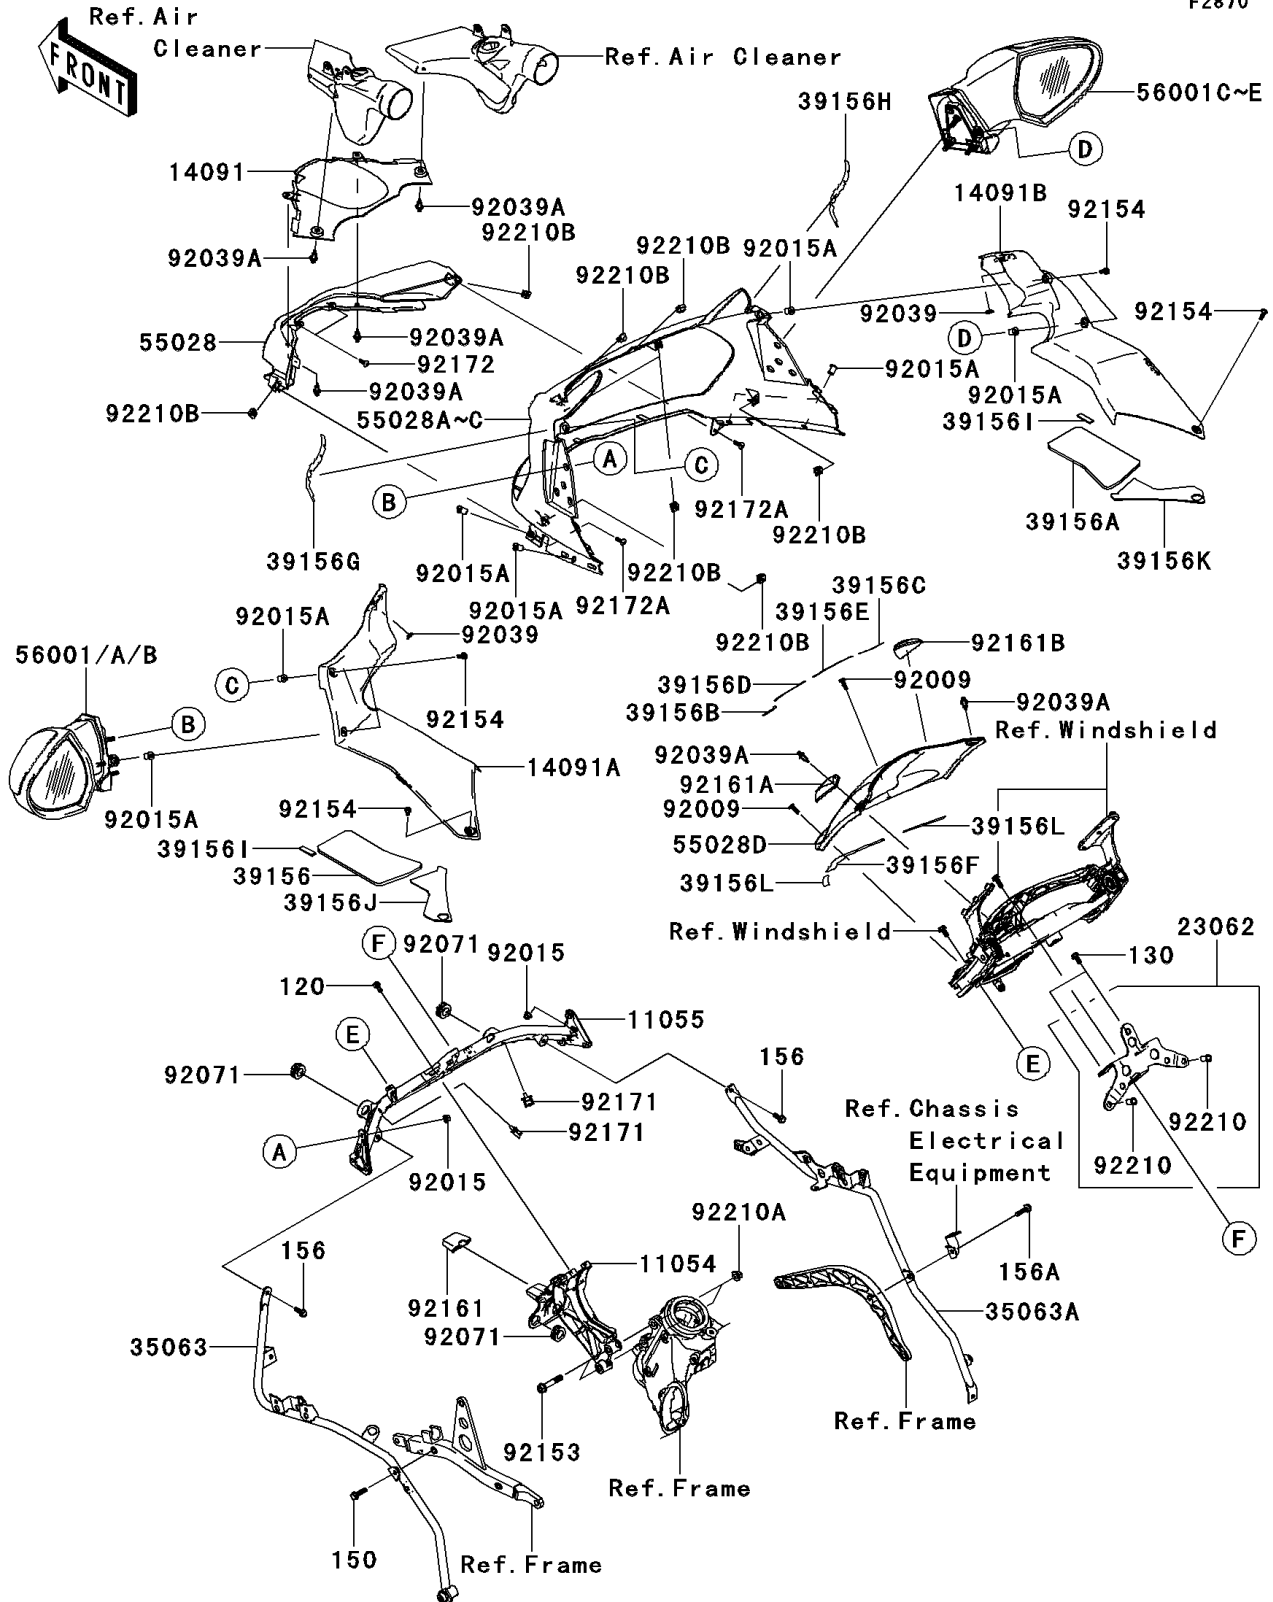 F2870
Ref. Air
Cleaner
FRONT
Ref. Air Cleaner
39156H
56001C~E
D
14091
92039A
14091B
92154
92210B
92210B
92015A
92039A
92210B
92039
92154
55028
92039A
D
92172
92015A
92039A
92015A
92210B
55028A~C
39156I
A
C
B
92172A
39156A
92210B
39156G
92015A
92210B
39156K
39156C
92015A
92172A
39156E
92015A
92039
92210B
92161B
56001/A/B
C
39156D
92009
B
92154
39156B
92039A
Ref. Windshield
92039A
14091A
92161A
92154
92009
92015A
39156L
39156I
55028D
39156
39156F
39156J
39156L
Ref. Windshield
23062
F
92071
92015
130
120
11055
E
156
E
92071
92171
Ref. Chassis
Electrical
Equipment
92210
92171
A
92015
92210
92210A
F
156
11054
156A
92161
35063A
92071
35063
Ref. Frame
92153
Ref. Frame
150
Ref. Frame